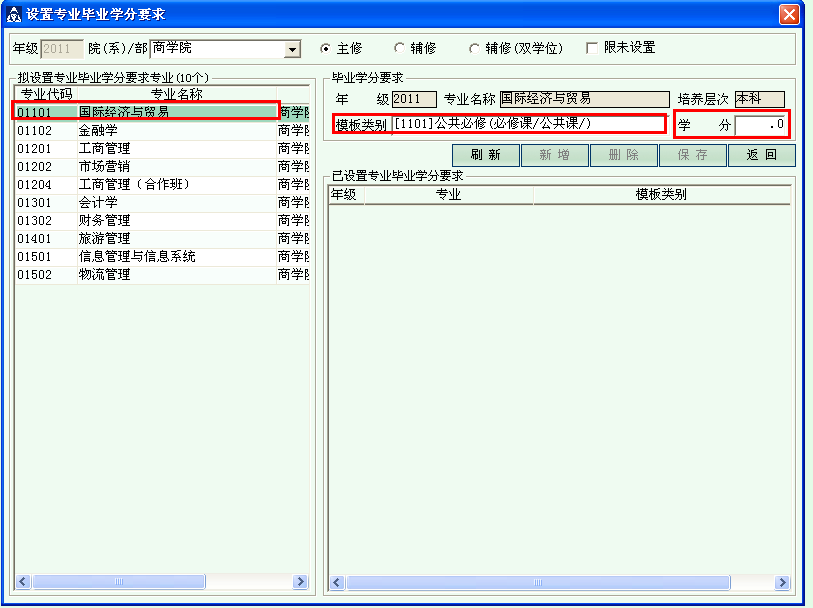 设置专业毕业学分要求
年级 2011 院(系)/部 商学院 主修 辅修 辅修(双学位) 限未设置
拟设置专业毕业学分要求专业(10个)
专业代码 专业名称
01101 国际经济与贸易 商学
01102 金融学 商学
01201 工商管理 商学
01202 市场营销 商学
01204 工商管理（合作班） 商学
01301 会计学 商学
01302 财务管理 商学
01401 旅游管理 商学
01501 信息管理与信息系统 商学
01502 物流管理 商学
毕业学分要求
年 级 2011 专业名称 国际经济与贸易 培养层次 本科
模板类别 [1101]公共必修(必修课/公共课/) 学 分 .0
刷 新 新 增 删 除 保 存 返 回
已设置专业毕业学分要求
年级 专业 模板类别